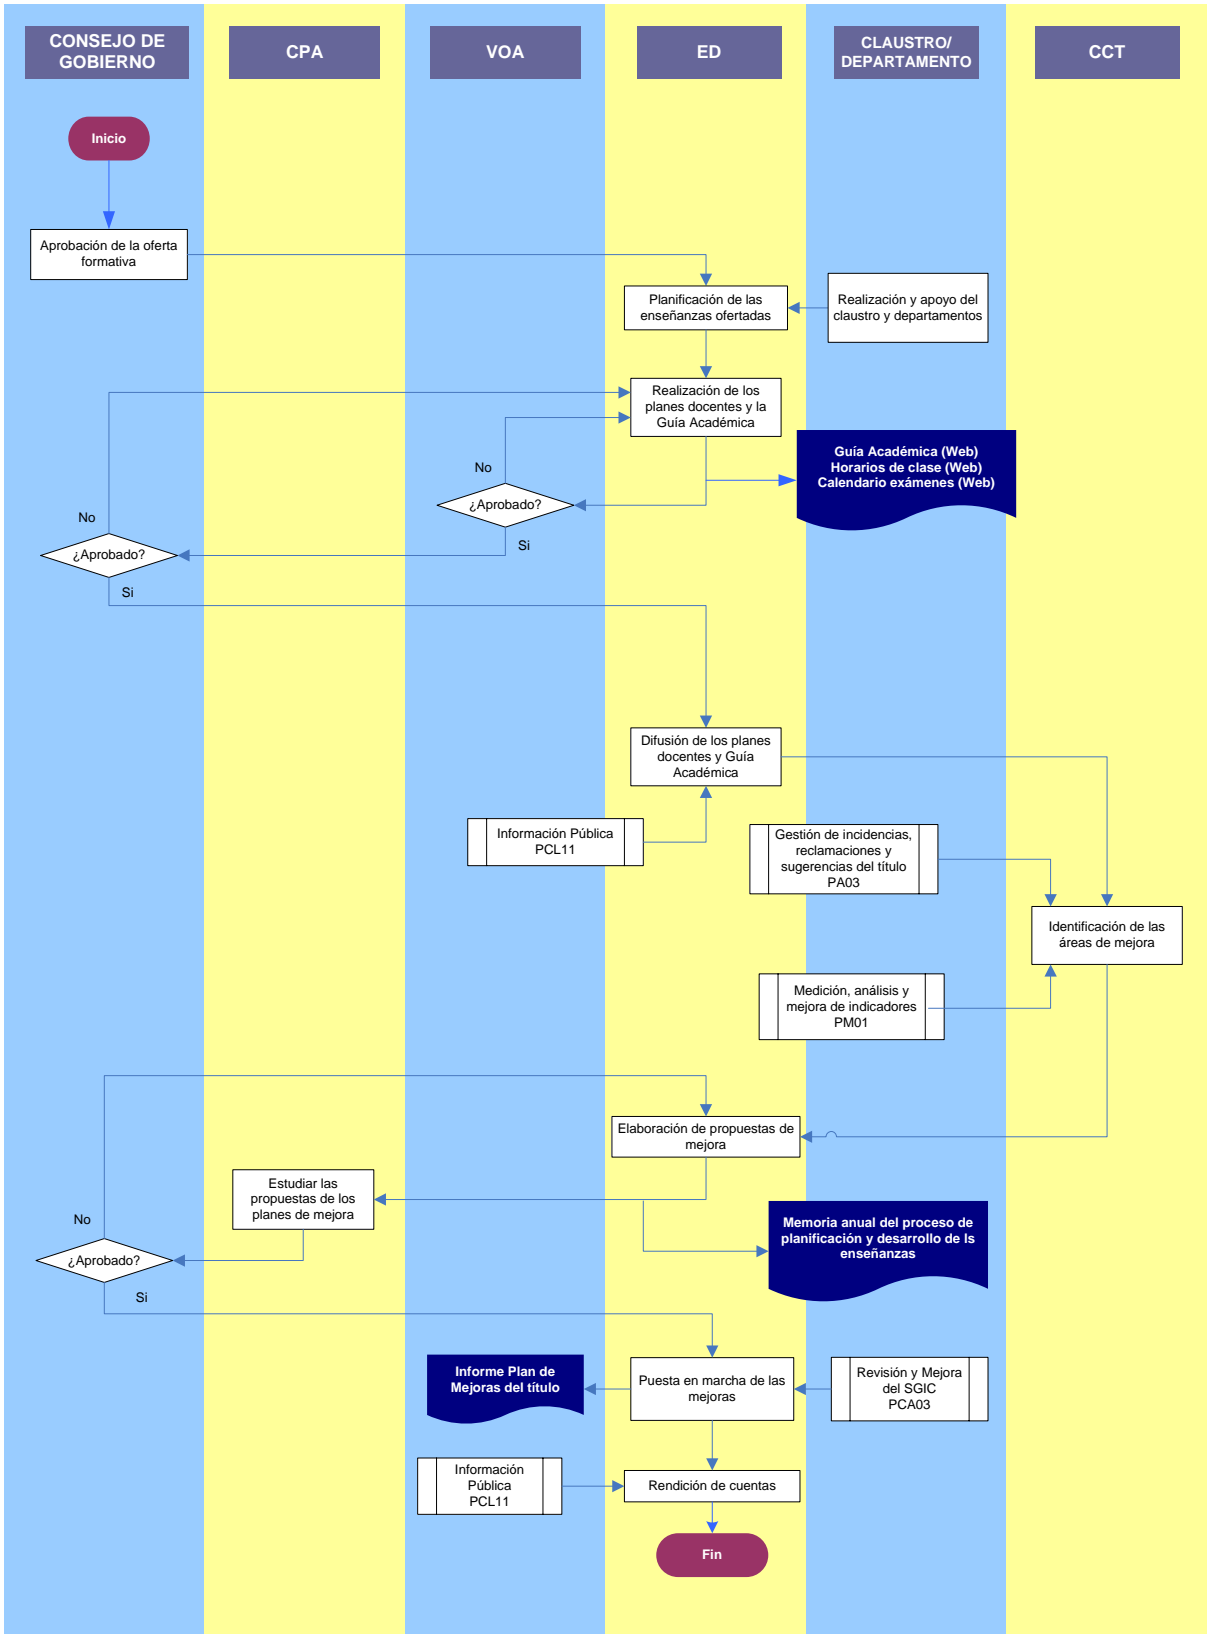 CONSEJO DE
GOBIERNO
CPA
VOA
ED
CLAUSTRO/
DEPARTAMENTO
CCT
Inicio
Aprobación de la oferta
formativa
Planificación de las
enseñanzas ofertadas
Realización y apoyo del
claustro y departamentos
Realización de los
planes docentes y la
Guía Académica
Guía Académica (Web)
Horarios de clase (Web)
Calendario exámenes (Web)
No
¿Aprobado?
Si
No
¿Aprobado?
Si
Difusión de los planes
docentes y Guía
Académica
Información Pública
PCL11
Gestión de incidencias,
reclamaciones y
sugerencias del título
PA03
Identificación de las
áreas de mejora
Medición, análisis y
mejora de indicadores
PM01
Elaboración de propuestas de
mejora
Estudiar las
propuestas de los
planes de mejora
No
¿Aprobado?
Si
Memoria anual del proceso de
planificación y desarrollo de ls
enseñanzas
Informe Plan de
Mejoras del título
Puesta en marcha de las
mejoras
Revisión y Mejora
del SGIC
PCA03
Información
Pública
PCL11
Rendición de cuentas
Fin